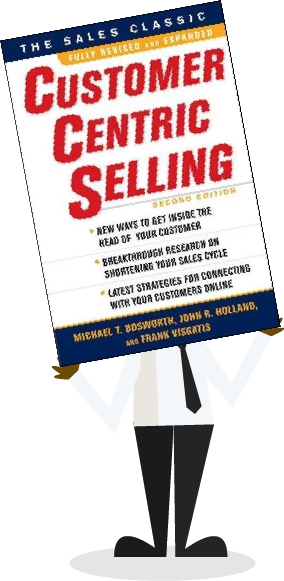 THE SALES CLASSIC
FULLY REVISED AND EXPANDED
CUSTOMER
CENTRIC
SELLING
SECOND EDITION
• NEW WAYS TO GET INSIDE THE
HEAD OF YOUR CUSTOMER
• BREAKTHROUGH RESEARCH ON
SHORTENING YOUR SALES CYCLE
• LATEST STRATEGIES FOR CONNECTING
WITH YOUR CUSTOMERS ONLINE
MICHAEL T. BOSWORTH, JOHN R. HOLLAND,
AND FRANK VISGATIS